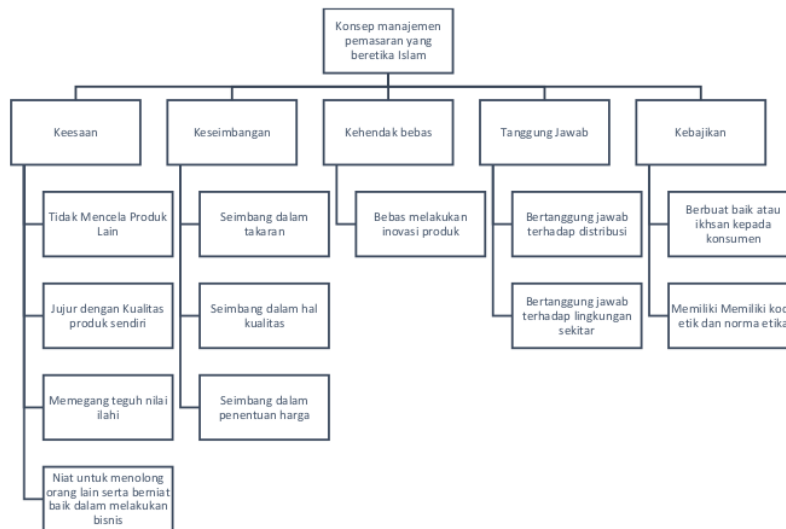 Konsep manajemen
pemasaran yang
beretika Islam
Keesaan
Keseimbangan
Kehendak bebas
Tanggung Jawab
Kebajikan
Tidak Mencela Produk
Lain
Seimbang dalam
takaran
Bebas melakukan
inovasi produk
Bertanggung jawab
terhadap distribusi
Berbuat baik atau
ikhsan kepada
konsumen
Jujur dengan Kualitas
produk sendiri
Seimbang dalam hal
kualitas
Bertanggung jawab
terhadap lingkungan
sekitar
Memiliki Memiliki kod
etik dan norma etika
Memegang teguh nilai
ilahi
Seimbang dalam
penentuan harga
Niat untuk menolong
orang lain serta berniat
baik dalam melakukan
bisnis